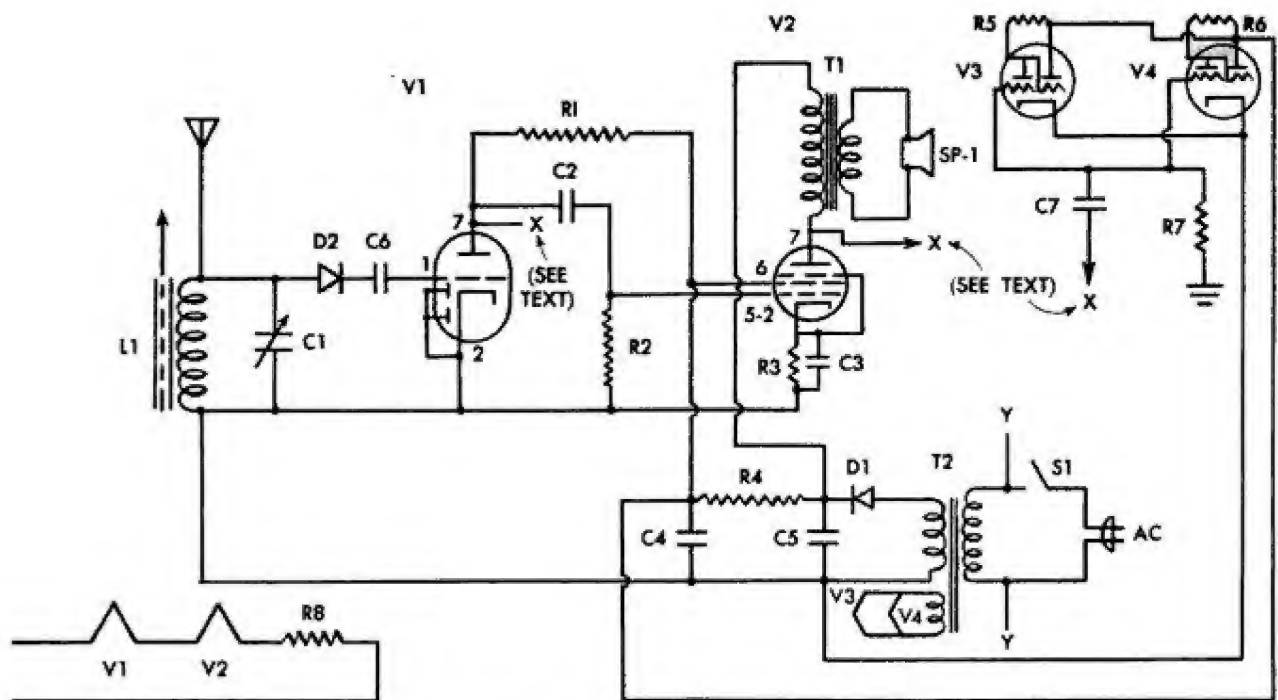 V2
R5
R6
V3
V4
T1
V1
R1
SP-1
C2
7
X
C7
R7
D2
C6
1
(SEE
TEXT)
7
X
6
(SEE TEXT)
X
5-2
L1
C1
2
R2
R3
C3
Y
D1
T2
S1
R4
C4
C5
AC
V3
V4
Y
R8
V1
V2